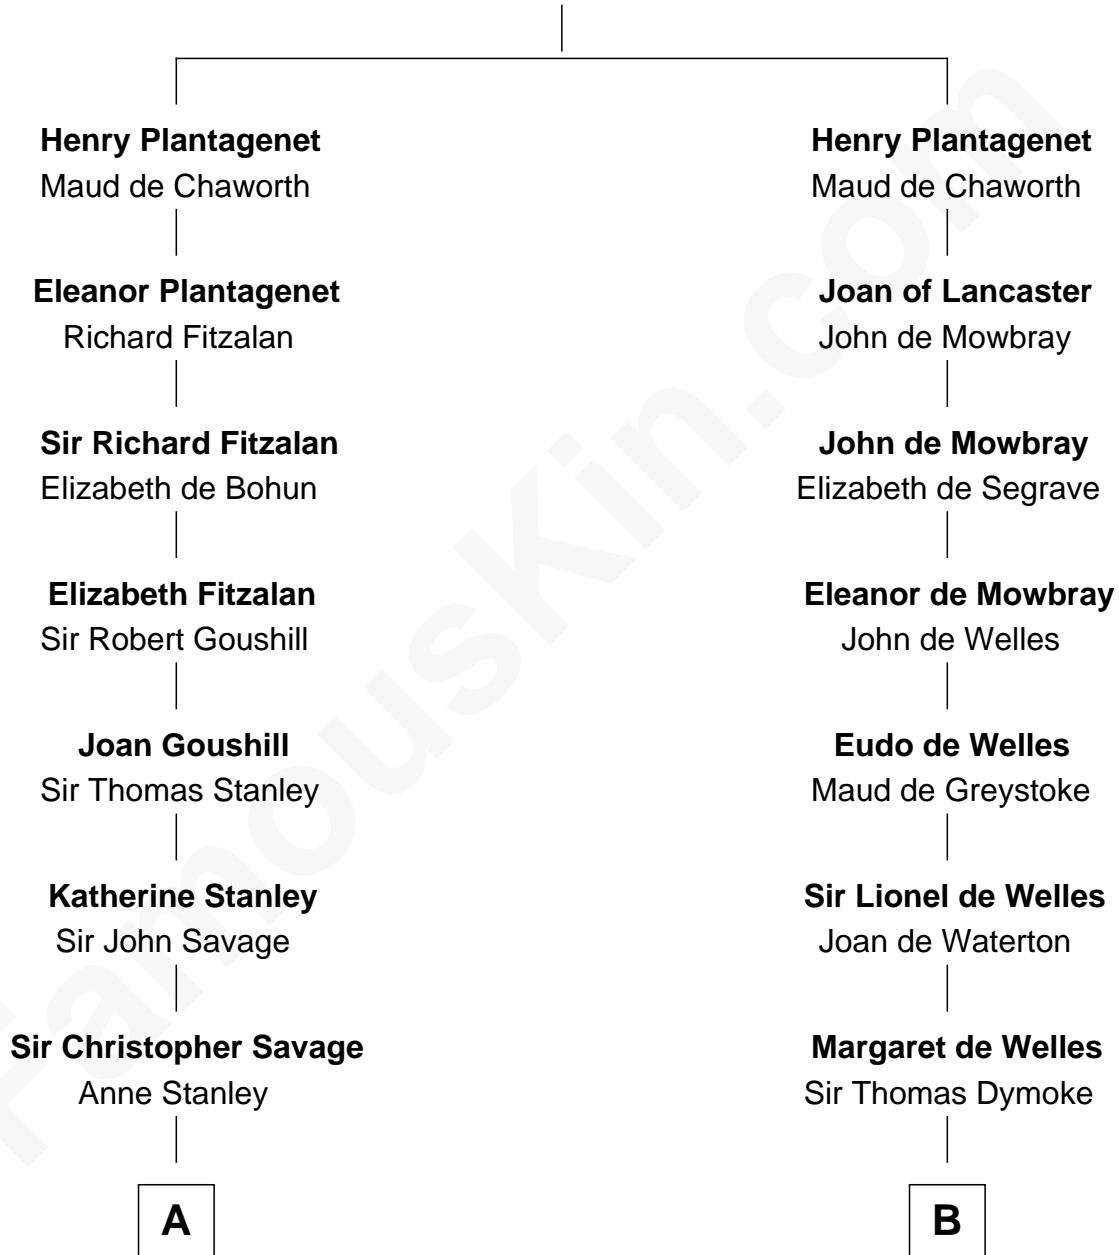 Henry Plantagenet
Maud de Chaworth
Eleanor Plantagenet
Richard Fitzalan
Sir Richard Fitzalan
Elizabeth de Bohun
Elizabeth Fitzalan
Sir Robert Goushill
Joan Goushill
Sir Thomas Stanley
Katherine Stanley
Sir John Savage
Sir Christopher Savage
Anne Stanley
A
Henry Plantagenet
Maud de Chaworth
Joan of Lancaster
John de Mowbray
John de Mowbray
Elizabeth de Segrave
Eleanor de Mowbray
John de Welles
Eudo de Welles
Maud de Greystoke
Sir Lionel de Welles
Joan de Waterton
Margaret de Welles
Sir Thomas Dymoke
B
FamousKin.com